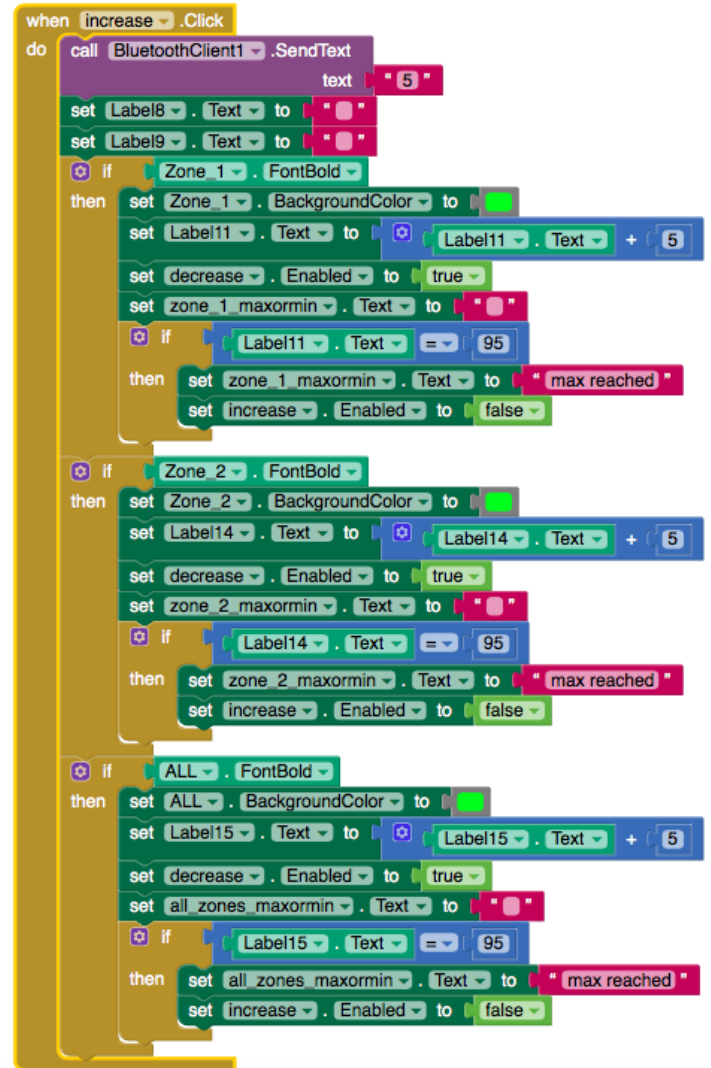 when increase .Click
do call BluetoothClient1 .SendText
text " 5 "
set Label8 . Text to " "
set Label9 . Text to " "
if Zone_1 . FontBold
then set Zone_1 . BackgroundColor to
set Label11 . Text to Label11 . Text + 5
set decrease . Enabled to true
set zone_1_maxormin . Text to " "
if Label11 . Text = 95
then set zone_1_maxormin . Text to " max reached "
set increase . Enabled to false
if Zone_2 . FontBold
then set Zone_2 . BackgroundColor to
set Label14 . Text to Label14 . Text + 5
set decrease . Enabled to true
set zone_2_maxormin . Text to " "
if Label14 . Text = 95
then set zone_2_maxormin . Text to " max reached "
set increase . Enabled to false
if ALL . FontBold
then set ALL . BackgroundColor to
set Label15 . Text to Label15 . Text + 5
set decrease . Enabled to true
set all_zones_maxormin . Text to " "
if Label15 . Text = 95
then set all_zones_maxormin . Text to " max reached "
set increase . Enabled to false